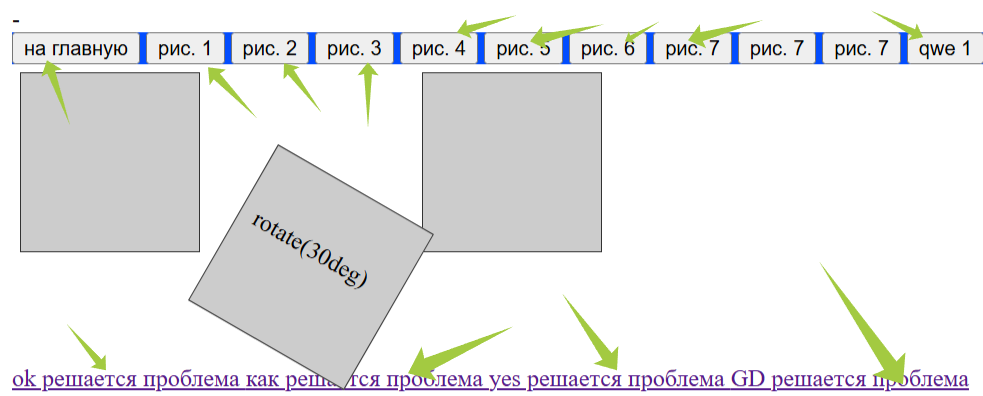 -
на главную рис. 1 рис. 2 рис. 3 рис. 4 рис. 5 рис. 6 рис. 7 рис. 7 рис. 7 qwe 1
rotate(30deg)
ok решается проблема как решается проблема yes решается проблема GD решается проблема